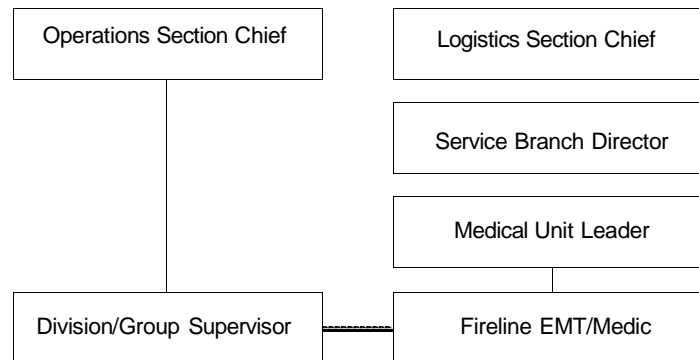 Operations Section Chief
Logistics Section Chief
Service Branch Director
Medical Unit Leader
Division/Group Supervisor
Fireline EMT/Medic